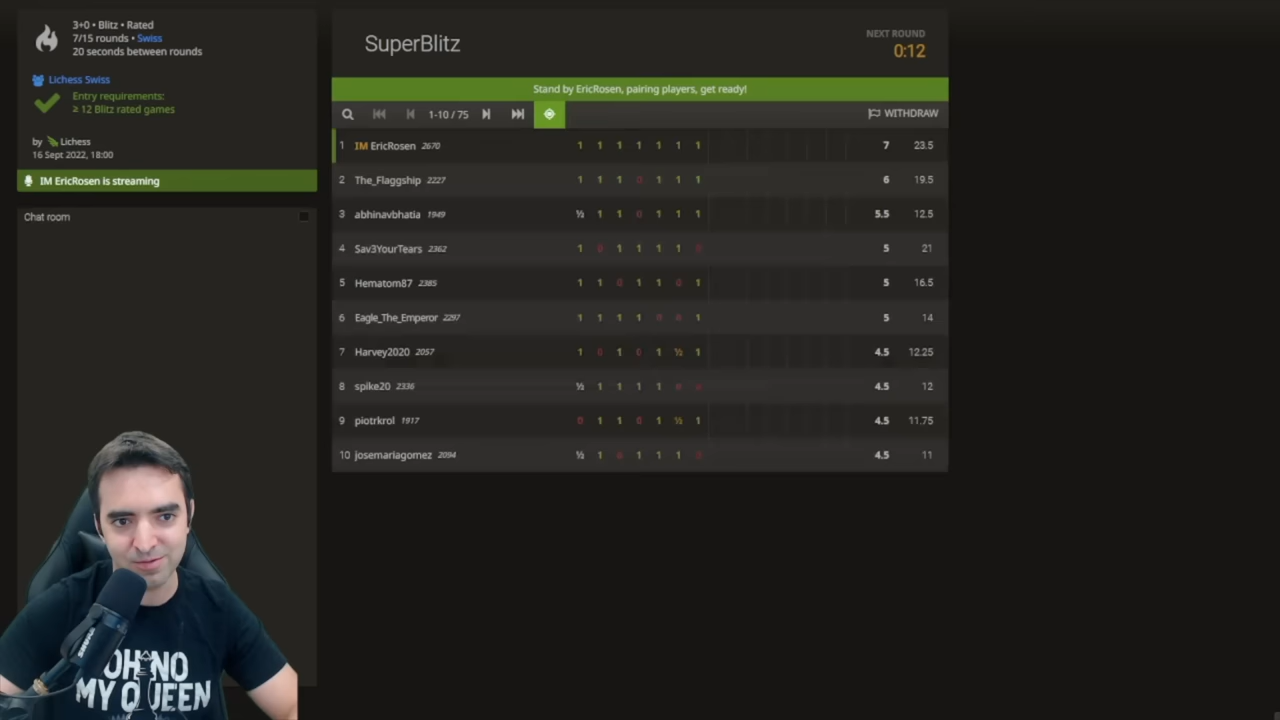 3+0 • Blitz • Rated
7/15 rounds • Swiss
20 seconds between rounds
Lichess Swiss
Entry requirements:
≥ 12 Blitz rated games
by Lichess
16 Sept 2022, 18:00
IM EricRosen is streaming
Chat room
SuperBlitz
NEXT ROUND
0:12
Stand by EricRosen, pairing players, get ready!
1-10 / 75
WITHDRAW
1 IM EricRosen 2670 1 1 1 1 1 1 1 7 23.5
2 The_Flaggship 2227 1 1 1 0 1 1 1 6 19.5
3 abhinavbhatia 1949 ½ 1 1 0 1 1 1 5.5 12.5
4 Sav3YourTears 2362 1 0 1 1 1 1 0 5 21
5 Hematom87 2385 1 1 0 1 1 0 1 5 16.5
6 Eagle_The_Emperor 2297 1 1 1 1 0 0 1 5 14
7 Harvey2020 2057 1 0 1 0 1 ½ 1 4.5 12.25
8 spike20 2336 ½ 1 1 1 1 0 0 4.5 12
9 piotrkrol 1917 0 1 1 0 1 ½ 1 4.5 11.75
10 josemariagomez 2094 ½ 1 0 1 1 1 0 4.5 11
SHURE
OH NO
MY QUEEN